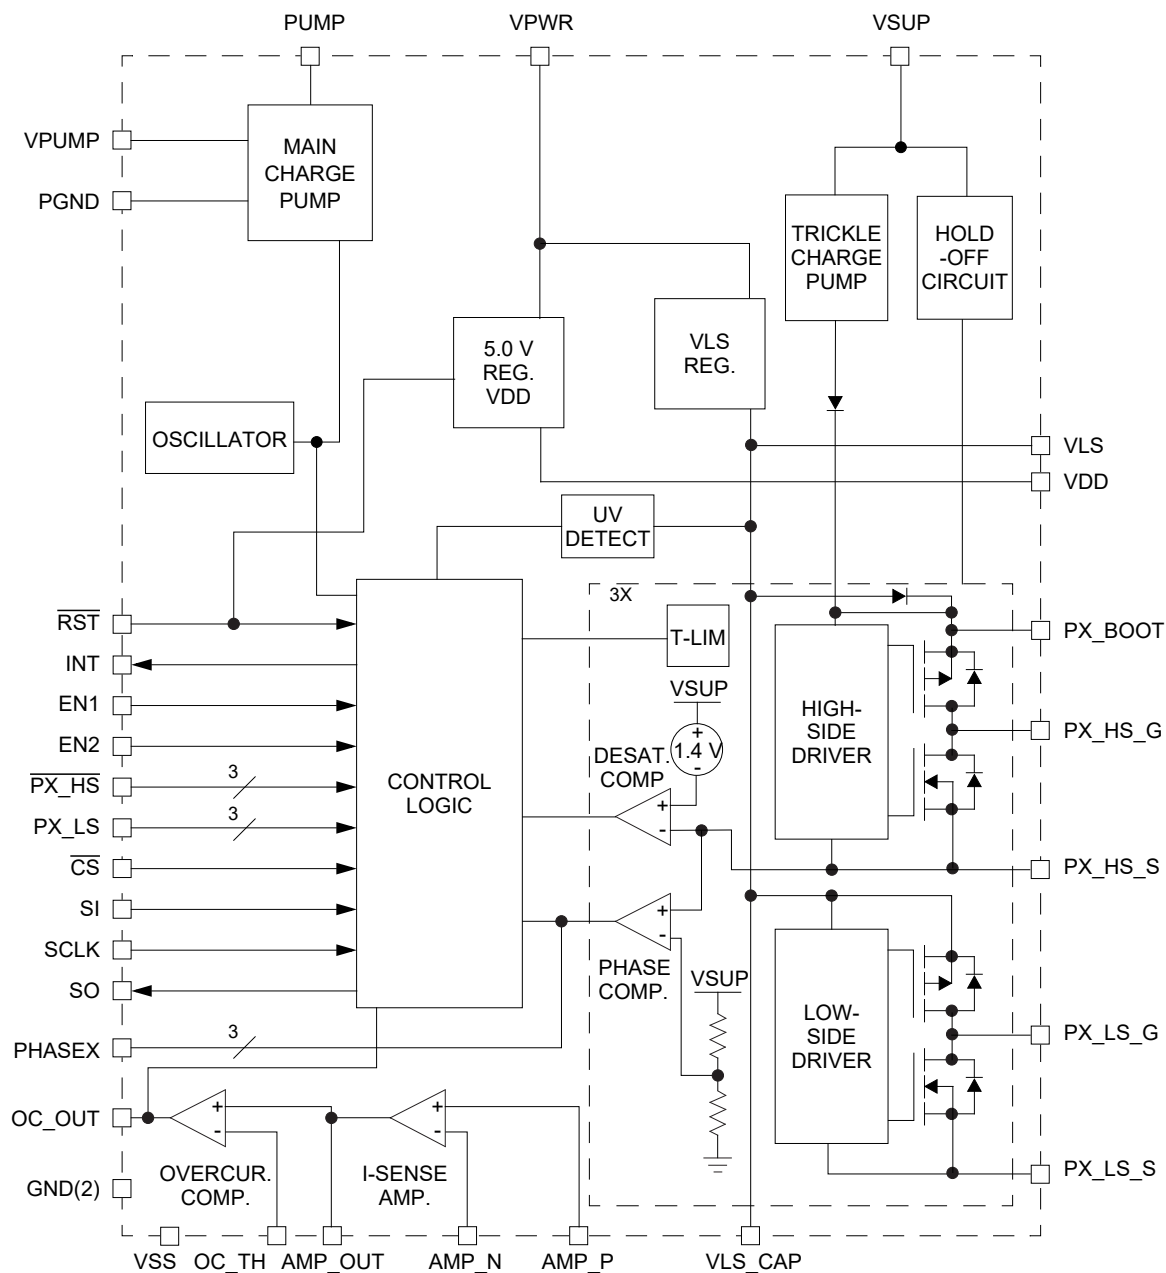 PUMP
VPWR
VSUP
VPUMP
PGND
MAIN
CHARGE
PUMP
TRICKLE
CHARGE
PUMP
HOLD
-OFF
CIRCUIT
5.0 V
REG.
VDD
VLS
REG.
OSCILLATOR
VLS
VDD
UV
DETECT
3X
RST
INT
EN1
EN2
PX_HS
3
PX_LS
3
CS
SI
SCLK
SO
PHASEX
3
OC_OUT
GND(2)
CONTROL
LOGIC
T-LIM
VSUP
+
1.4 V
-
DESAT.
COMP.
+
-
+
-
PHASE
COMP.
VSUP
HIGH-
SIDE
DRIVER
LOW-
SIDE
DRIVER
PX_BOOT
PX_HS_G
PX_HS_S
PX_LS_G
PX_LS_S
+
-
OVERCUR.
COMP.
+
-
I-SENSE
AMP.
VSS
OC_TH
AMP_OUT
AMP_N
AMP_P
VLS_CAP